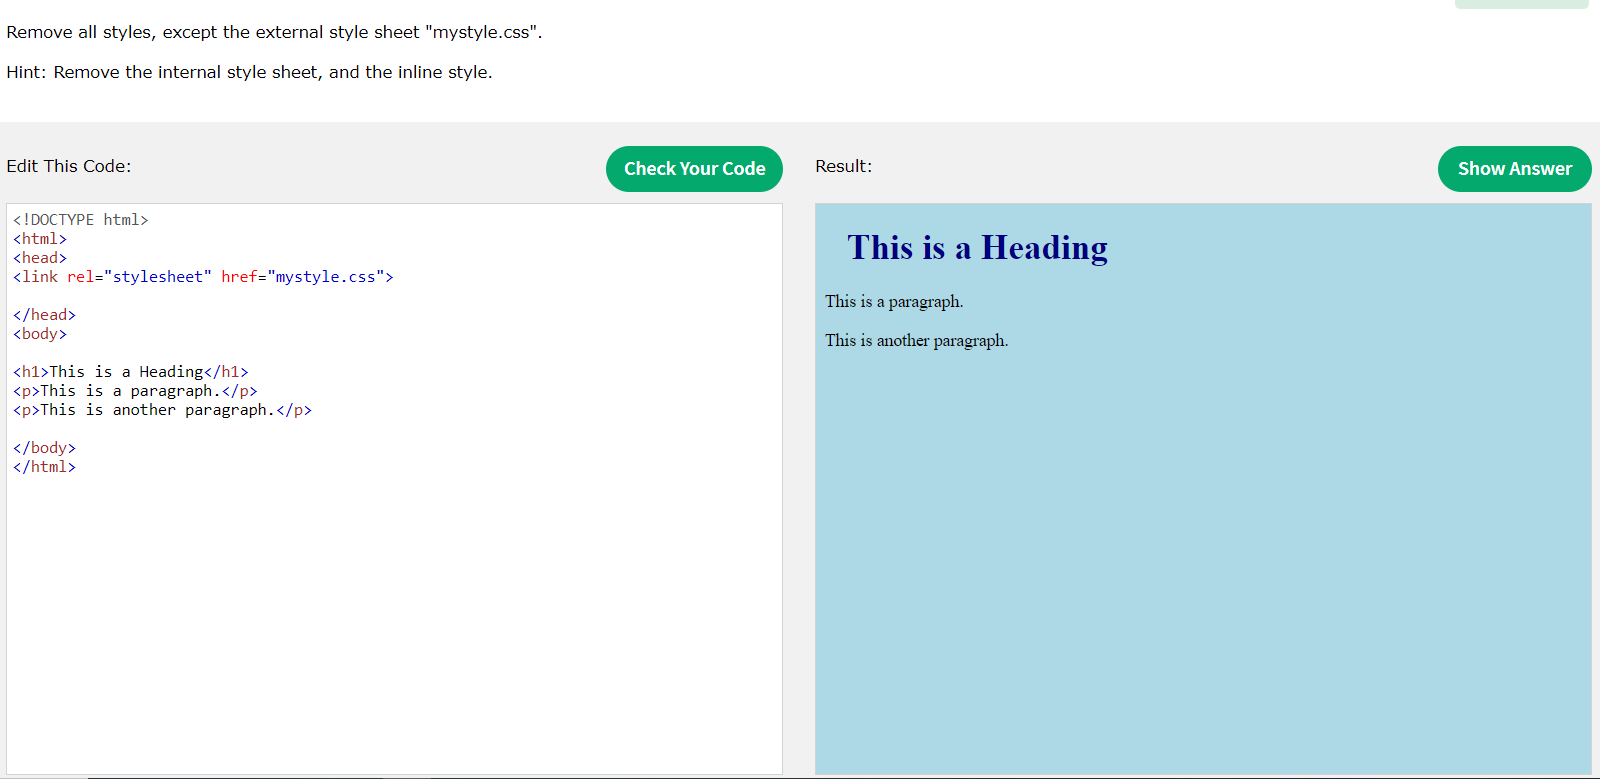 Remove all styles, except the external style sheet "mystyle.css".
Hint: Remove the internal style sheet, and the inline style.
Edit This Code:
Check Your Code
<!DOCTYPE html>
<html>
<head>
<link rel="stylesheet" href="mystyle.css">
</head>
<body>
<h1>This is a Heading</h1>
<p>This is a paragraph.</p>
<p>This is another paragraph.</p>
</body>
</html>
Result:
Show Answer
This is a Heading
This is a paragraph.
This is another paragraph.